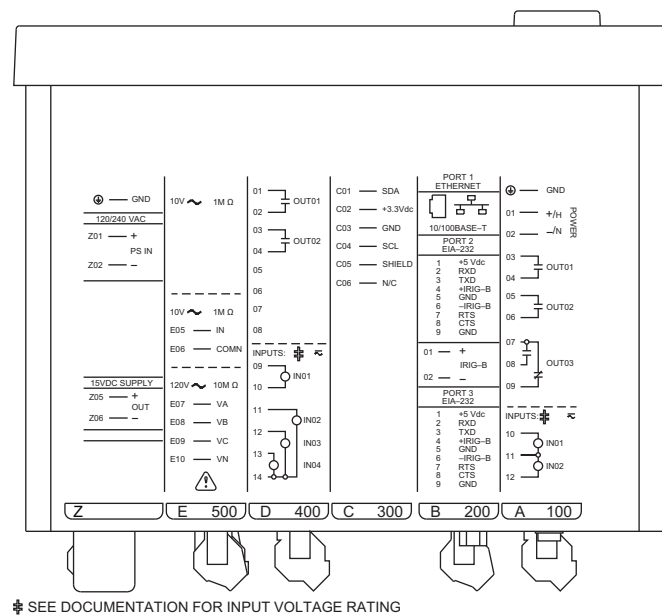 GND
120/240 VAC
Z01 — +
PS IN
Z02 — –
15VDC SUPPLY
Z05 — +
OUT
Z06 — –
Z
10V 1M Ω
10V 1M Ω
E05 — IN
E06 — COMN
120V 10M Ω
E07 — VA
E08 — VB
E09 — VC
E10 — VN
E 500
01
OUT01
02
03
OUT02
04
05
06
07
08
INPUTS:
09
IN01
10
11
IN02
12
IN03
13
IN04
14
D 400
C01 — SDA
C02 — +3.3Vdc
C03 — GND
C04 — SCL
C05 — SHIELD
C06 — N/C
C 300
PORT 1
ETHERNET
10/100BASE–T
PORT 2
EIA–232
1 +5 Vdc
2 RXD
3 TXD
4 +IRIG–B
5 GND
6 –IRIG–B
7 RTS
8 CTS
9 GND
01 — +
IRIG–B
02 — –
PORT 3
EIA–232
1 +5 Vdc
2 RXD
3 TXD
4 +IRIG–B
5 GND
6 –IRIG–B
7 RTS
8 CTS
9 GND
B 200
GND
01 — +/H
02 — –/N
POWER
03
OUT01
04
05
OUT02
06
07
08
OUT03
09
INPUTS:
10
IN01
11
IN02
12
A 100
SEE DOCUMENTATION FOR INPUT VOLTAGE RATING